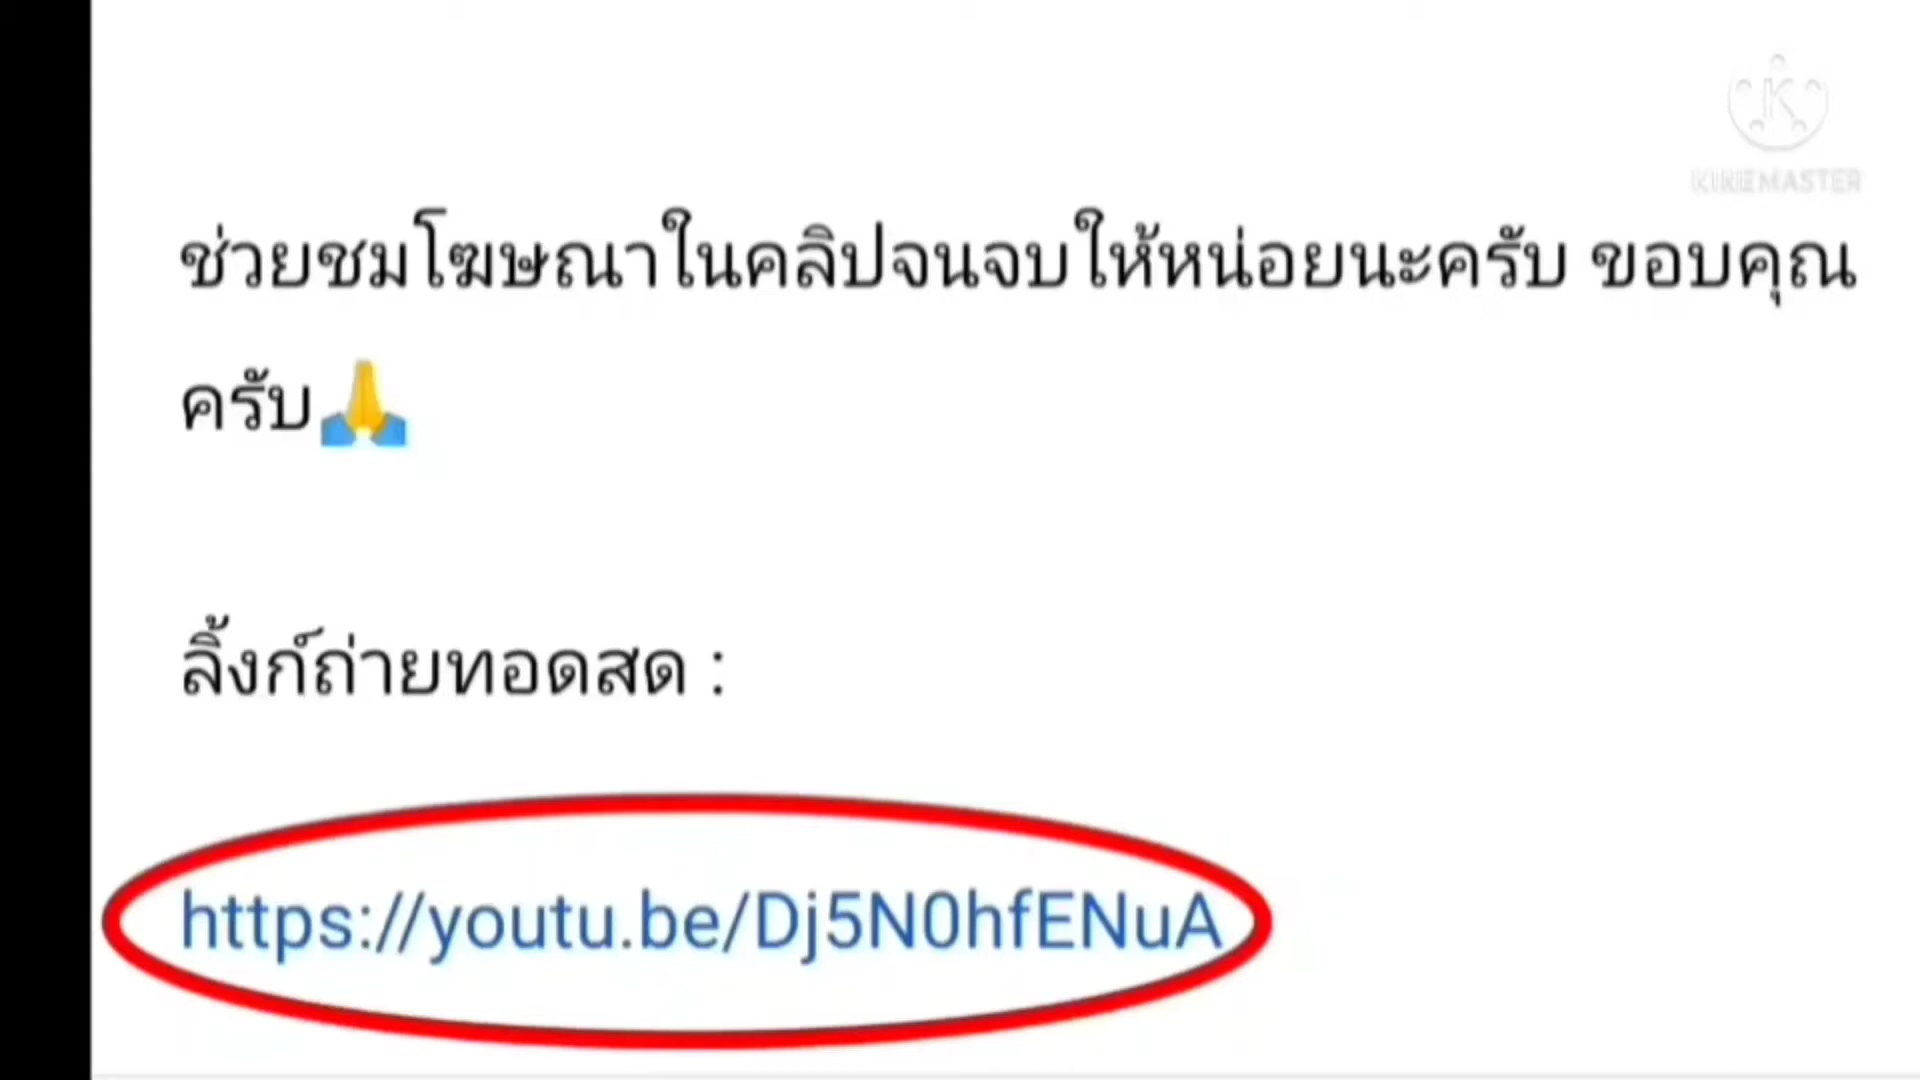 KINEMASTER
ช่วยชมโฆษณาในคลิปจนจบให้หน่อยนะครับ ขอบคุณ
ครับ🙏
ลิ้งก์ถ่ายทอดสด :
https://youtu.be/Dj5N0hfENuA